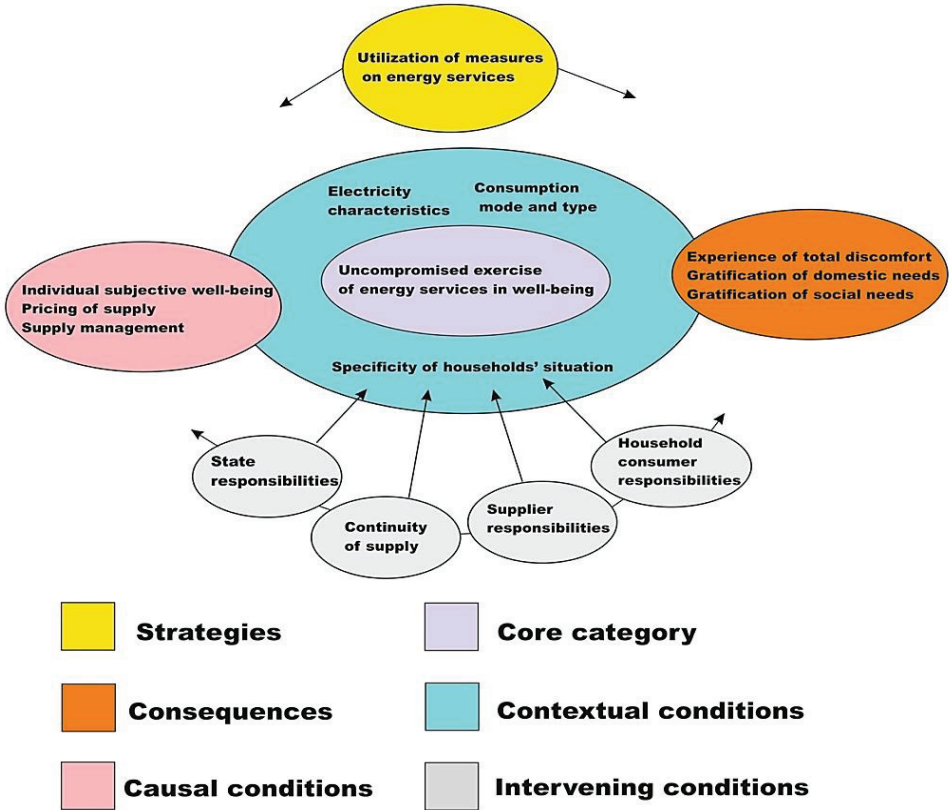 Utilization of measures
on energy services
Electricity
characteristics
Consumption
mode and type
Uncompromised exercise
of energy services in well-being
Individual subjective well-being
Pricing of supply
Supply management
Experience of total discomfort
Gratification of domestic needs
Gratification of social needs
Specificity of households' situation
State
responsibilities
Continuity
of supply
Supplier
responsibilities
Household
consumer
responsibilities
Strategies
Core category
Consequences
Contextual conditions
Causal conditions
Intervening conditions